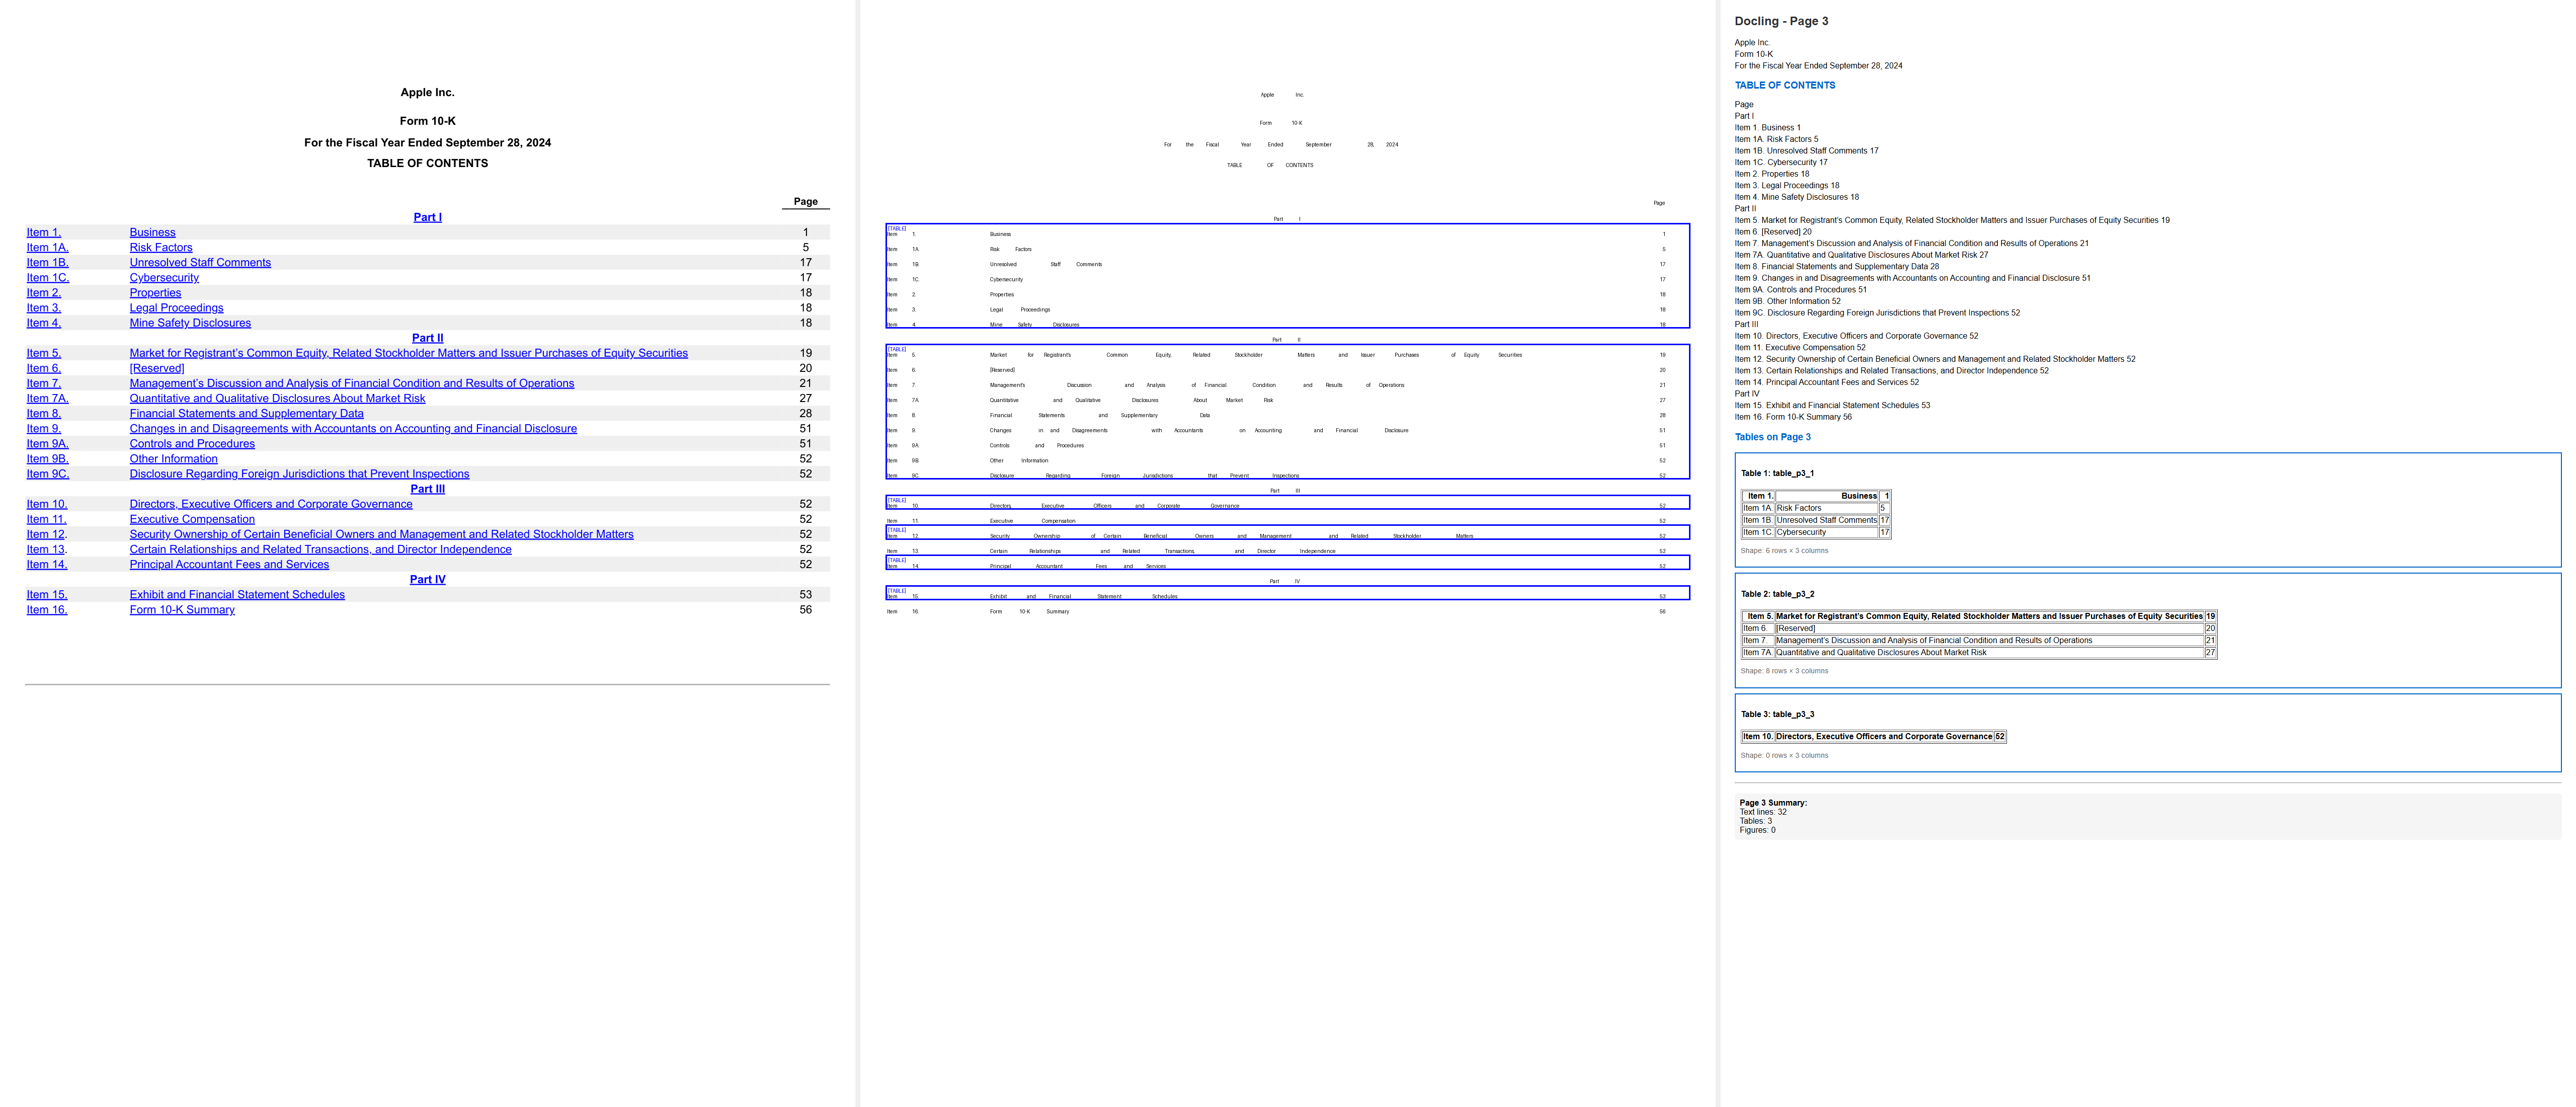 Apple Inc.
Form 10-K
For the Fiscal Year Ended September 28, 2024
TABLE OF CONTENTS
Page
Part I
Item 1. Business 1
Item 1A. Risk Factors 5
Item 1B. Unresolved Staff Comments 17
Item 1C. Cybersecurity 17
Item 2. Properties 18
Item 3. Legal Proceedings 18
Item 4. Mine Safety Disclosures 18
Part II
Item 5. Market for Registrant's Common Equity, Related Stockholder Matters and Issuer Purchases of Equity Securities 19
Item 6. [Reserved] 20
Item 7. Management's Discussion and Analysis of Financial Condition and Results of Operations 21
Item 7A. Quantitative and Qualitative Disclosures About Market Risk 27
Item 8. Financial Statements and Supplementary Data 28
Item 9. Changes in and Disagreements with Accountants on Accounting and Financial Disclosure 51
Item 9A. Controls and Procedures 51
Item 9B. Other Information 52
Item 9C. Disclosure Regarding Foreign Jurisdictions that Prevent Inspections 52
Part III
Item 10. Directors, Executive Officers and Corporate Governance 52
Item 11. Executive Compensation 52
Item 12. Security Ownership of Certain Beneficial Owners and Management and Related Stockholder Matters 52
Item 13. Certain Relationships and Related Transactions, and Director Independence 52
Item 14. Principal Accountant Fees and Services 52
Part IV
Item 15. Exhibit and Financial Statement Schedules 53
Item 16. Form 10-K Summary 56
Apple Inc.
Form 10-K
For the Fiscal Year Ended September 28, 2024
TABLE OF CONTENTS
Page
Part I
[TABLE]
Item 1. Business 1
Item 1A. Risk Factors 5
Item 1B. Unresolved Staff Comments 17
Item 1C. Cybersecurity 17
Item 2. Properties 18
Item 3. Legal Proceedings 18
Item 4. Mine Safety Disclosures 18
Part II
[TABLE]
Item 5. Market for Registrant's Common Equity, Related Stockholder Matters and Issuer Purchases of Equity Securities 19
Item 6. [Reserved] 20
Item 7. Management's Discussion and Analysis of Financial Condition and Results of Operations 21
Item 7A. Quantitative and Qualitative Disclosures About Market Risk 27
Item 8. Financial Statements and Supplementary Data 28
Item 9. Changes in and Disagreements with Accountants on Accounting and Financial Disclosure 51
Item 9A. Controls and Procedures 51
Item 9B. Other Information 52
Item 9C. Disclosure Regarding Foreign Jurisdictions that Prevent Inspections 52
Part III
[TABLE]
Item 10. Directors, Executive Officers and Corporate Governance 52
Item 11. Executive Compensation 52
[TABLE]
Item 12. Security Ownership of Certain Beneficial Owners and Management and Related Stockholder Matters 52
Item 13. Certain Relationships and Related Transactions, and Director Independence 52
[TABLE]
Item 14. Principal Accountant Fees and Services 52
Part IV
[TABLE]
Item 15. Exhibit and Financial Statement Schedules 53
Item 16. Form 10-K Summary 56
Docling - Page 3
Apple Inc.
Form 10-K
For the Fiscal Year Ended September 28, 2024
TABLE OF CONTENTS
Page
Part I
Item 1. Business 1
Item 1A. Risk Factors 5
Item 1B. Unresolved Staff Comments 17
Item 1C. Cybersecurity 17
Item 2. Properties 18
Item 3. Legal Proceedings 18
Item 4. Mine Safety Disclosures 18
Part II
Item 5. Market for Registrant's Common Equity, Related Stockholder Matters and Issuer Purchases of Equity Securities 19
Item 6. [Reserved] 20
Item 7. Management's Discussion and Analysis of Financial Condition and Results of Operations 21
Item 7A. Quantitative and Qualitative Disclosures About Market Risk 27
Item 8. Financial Statements and Supplementary Data 28
Item 9. Changes in and Disagreements with Accountants on Accounting and Financial Disclosure 51
Item 9A. Controls and Procedures 51
Item 9B. Other Information 52
Item 9C. Disclosure Regarding Foreign Jurisdictions that Prevent Inspections 52
Part III
Item 10. Directors, Executive Officers and Corporate Governance 52
Item 11. Executive Compensation 52
Item 12. Security Ownership of Certain Beneficial Owners and Management and Related Stockholder Matters 52
Item 13. Certain Relationships and Related Transactions, and Director Independence 52
Item 14. Principal Accountant Fees and Services 52
Part IV
Item 15. Exhibit and Financial Statement Schedules 53
Item 16. Form 10-K Summary 56
Tables on Page 3
Table 1: table_p3_1
Item 1. Business 1
Item 1A. Risk Factors 5
Item 1B. Unresolved Staff Comments 17
Item 1C. Cybersecurity 17
Shape: 6 rows × 3 columns
Table 2: table_p3_2
Item 5. Market for Registrant's Common Equity, Related Stockholder Matters and Issuer Purchases of Equity Securities 19
Item 6. [Reserved] 20
Item 7. Management's Discussion and Analysis of Financial Condition and Results of Operations 21
Item 7A. Quantitative and Qualitative Disclosures About Market Risk 27
Shape: 8 rows × 3 columns
Table 3: table_p3_3
Item 10. Directors, Executive Officers and Corporate Governance 52
Shape: 0 rows × 3 columns
Page 3 Summary:
Text lines: 32
Tables: 3
Figures: 0